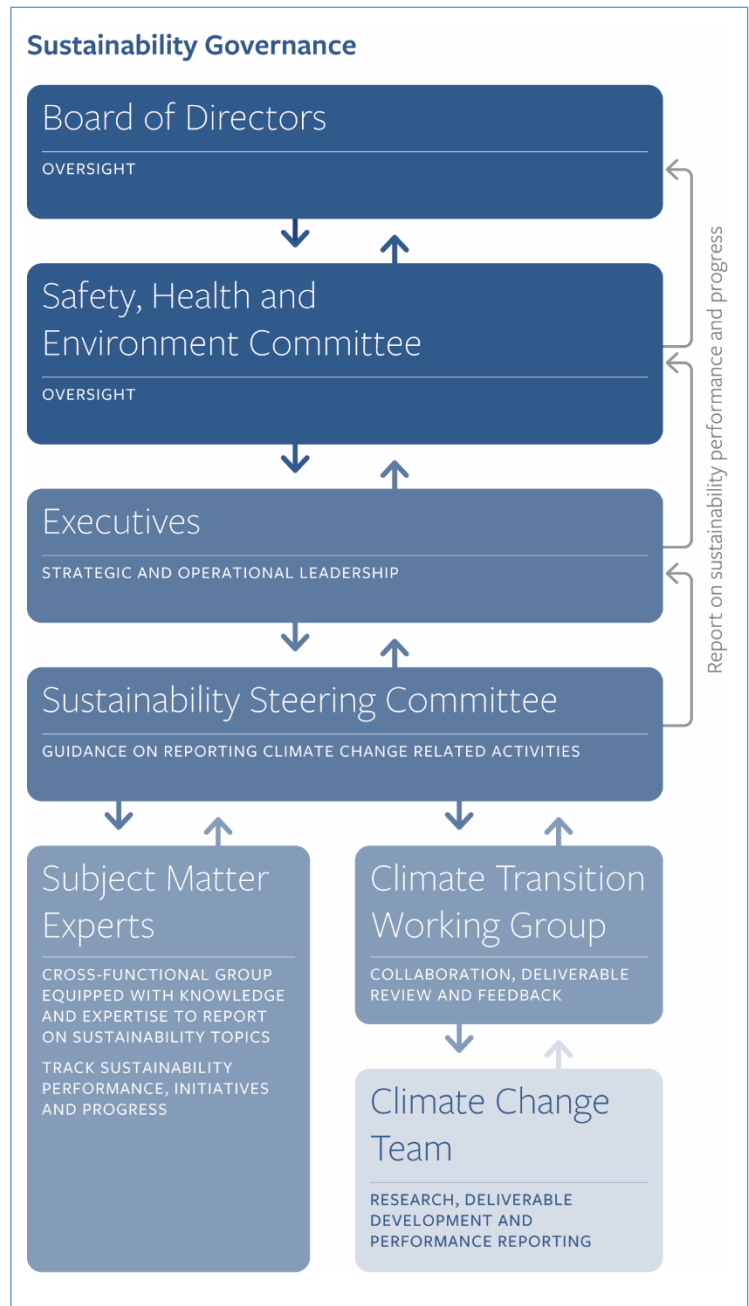 Sustainability Governance
Board of Directors
OVERSIGHT
Safety, Health and
Environment Committee
OVERSIGHT
Executives
STRATEGIC AND OPERATIONAL LEADERSHIP
Sustainability Steering Committee
GUIDANCE ON REPORTING CLIMATE CHANGE RELATED ACTIVITIES
Report on sustainability performance and progress
Subject Matter
Experts
CROSS-FUNCTIONAL GROUP
EQUIPPED WITH KNOWLEDGE
AND EXPERTISE TO REPORT
ON SUSTAINABILITY TOPICS
TRACK SUSTAINABILITY
PERFORMANCE, INITIATIVES
AND PROGRESS
Climate Transition
Working Group
COLLABORATION, DELIVERABLE
REVIEW AND FEEDBACK
Climate Change
Team
RESEARCH, DELIVERABLE
DEVELOPMENT AND
PERFORMANCE REPORTING